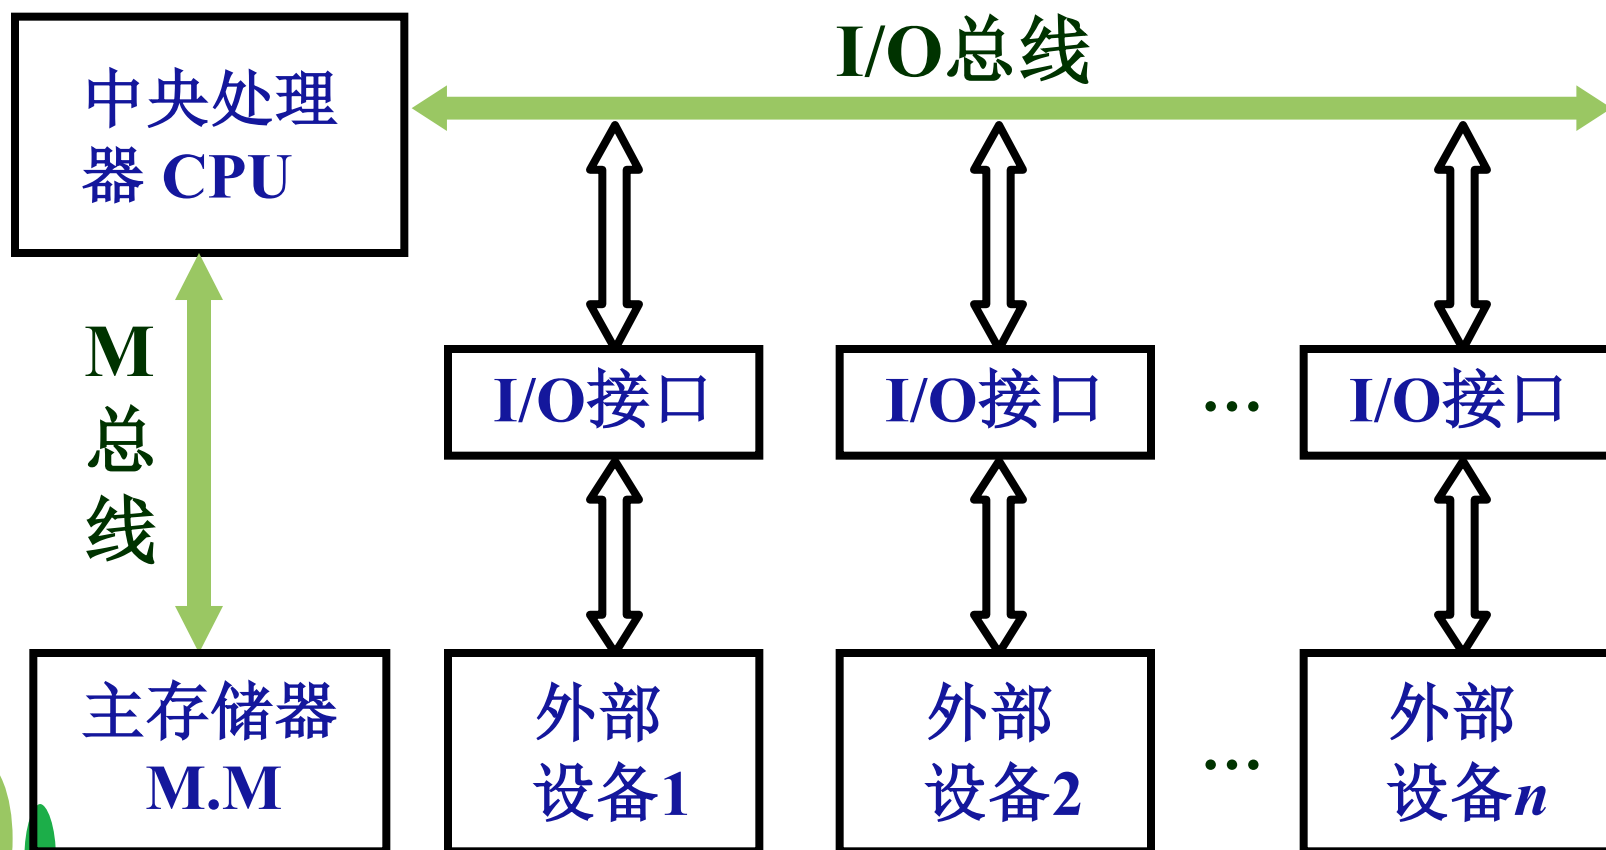 I/O总线
中央处理
器 CPU
M
总
线
I/O接口
I/O接口
…
I/O接口
主存储器
M.M
外部
设备1
外部
设备2
…
外部
设备n